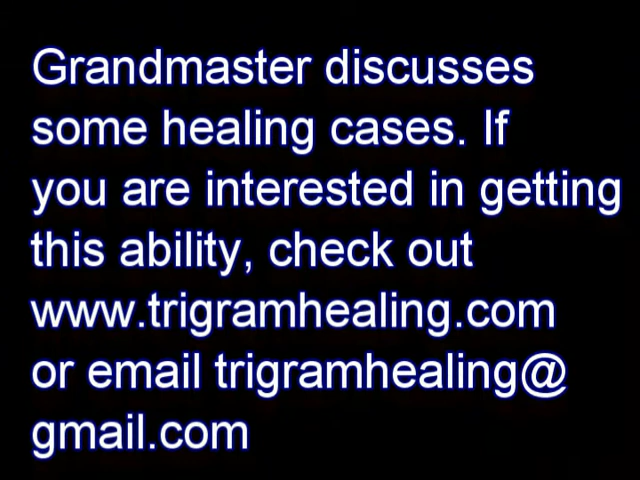 Grandmaster discusses
some healing cases. If
you are interested in getting
this ability, check out
www.trigramhealing.com
or email trigramhealing@
gmail.com